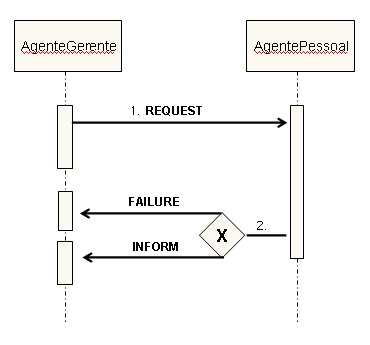 AgenteGerente
AgentePessoal
1. REQUEST
FAILURE
X
2.
INFORM